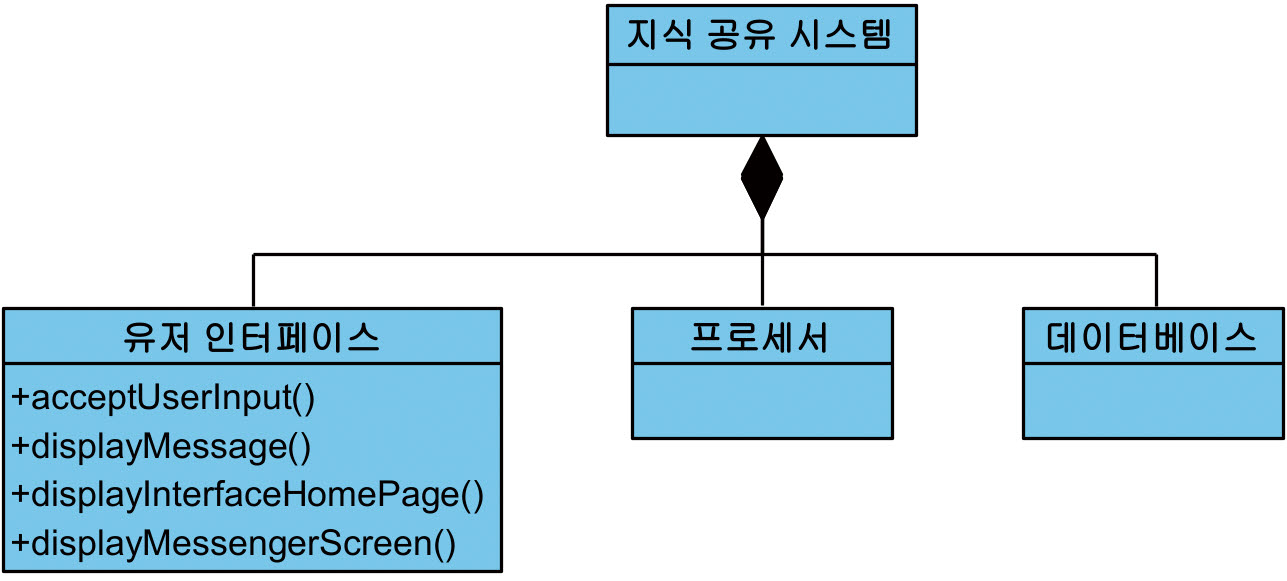 지식 공유 시스템
유저 인터페이스
+acceptUserInput()
+displayMessage()
+displayInterfaceHomePage()
+displayMessengerScreen()
프로세서
데이터베이스